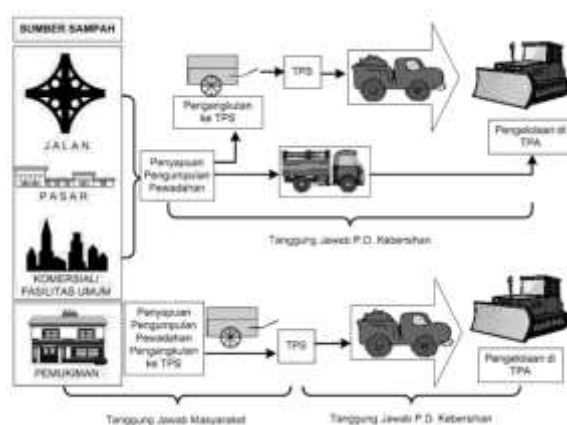 SUMBER SAMPAH
JALAN
PASAR
KOMERSIAL/
FASILITAS UMUM
PEMUKIMAN
Penyapuan
Pengumpulan
Pewadahan
Pengangkutan
ke TPS
TPS
Pengelolaan di
TPA
Tanggung Jawab P.D. Kebersihan
Penyapuan
Pengumpulan
Pewadahan
Pengangkutan
ke TPS
TPS
Pengelolaan di
TPA
Tanggung Jawab Masyarakat
Tanggung Jawab P.D. Kebersihan